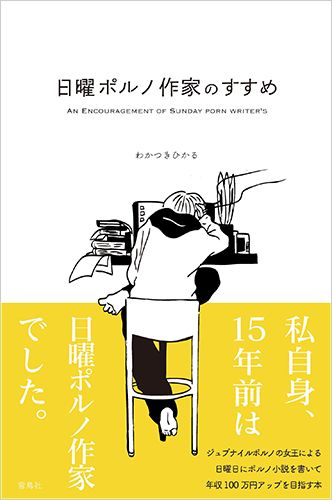 日曜ポルノ作家のすすめ
AN ENCOURAGEMENT OF SUNDAY PORN WRITER'S
わかつきひかる
私自身、
15年前は
日曜ポルノ作家
でした。
ジュブナイルポルノの女王による
日曜日にポルノ小説を書いて
年収100万円アップを目指す本
雷鳥社